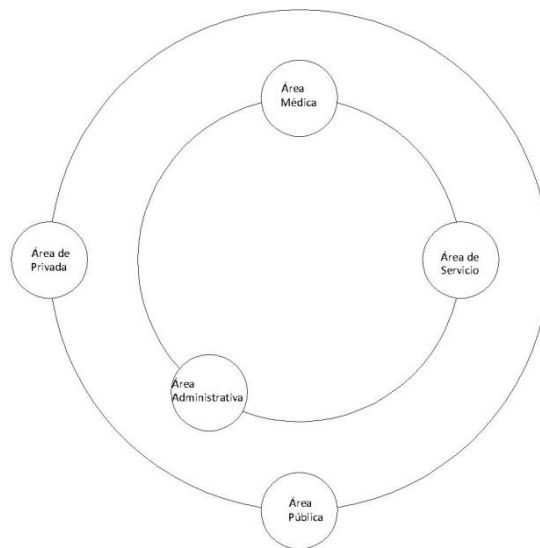 Área
Médica
Área de
Privada
Área de
Servicio
Área
Administrativa
Área
Pública